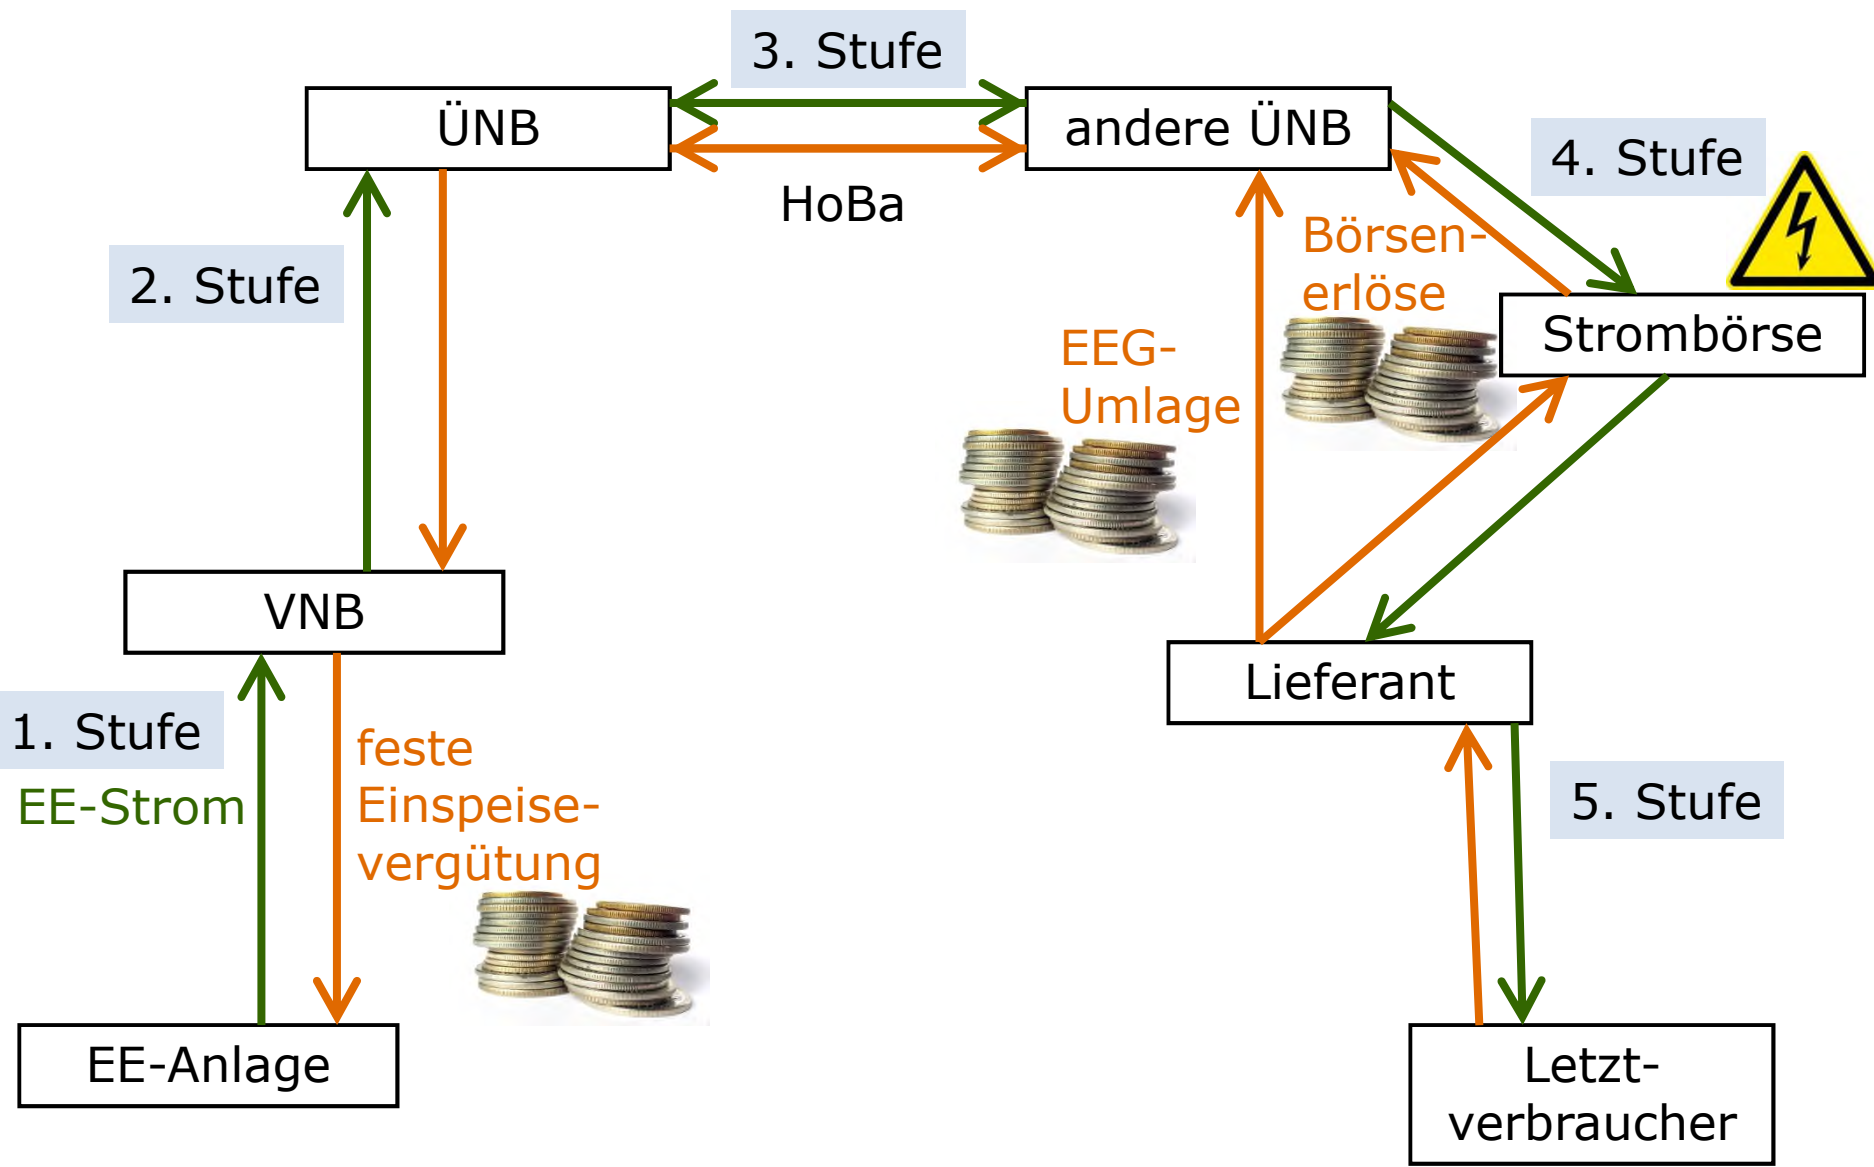 3. Stufe
ÜNB
andere ÜNB
4. Stufe
HoBa
Börsen-
erlöse
2. Stufe
Strombörse
EEG-
Umlage
VNB
Lieferant
1. Stufe
feste
Einspeise-
vergütung
EE-Strom
5. Stufe
EE-Anlage
Letzt-
verbraucher